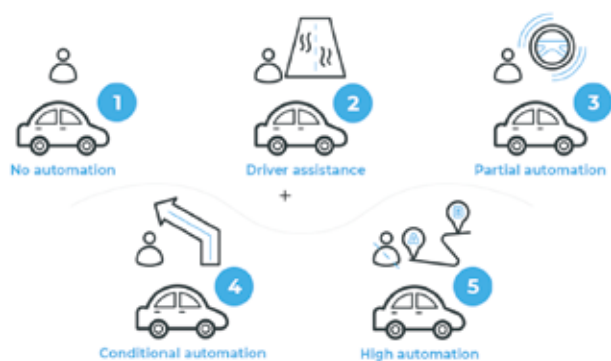 1
No automation
2
Driver assistance
3
Partial automation
+
4
Conditional automation
5
High automation